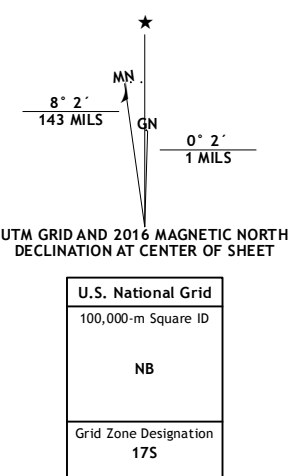 ★
MN
8° 2´
143 MILS
GN
0° 2´
1 MILS
UTM GRID AND 2016 MAGNETIC NORTH
DECLINATION AT CENTER OF SHEET
U.S. National Grid
100,000-m Square ID
NB
Grid Zone Designation
17S